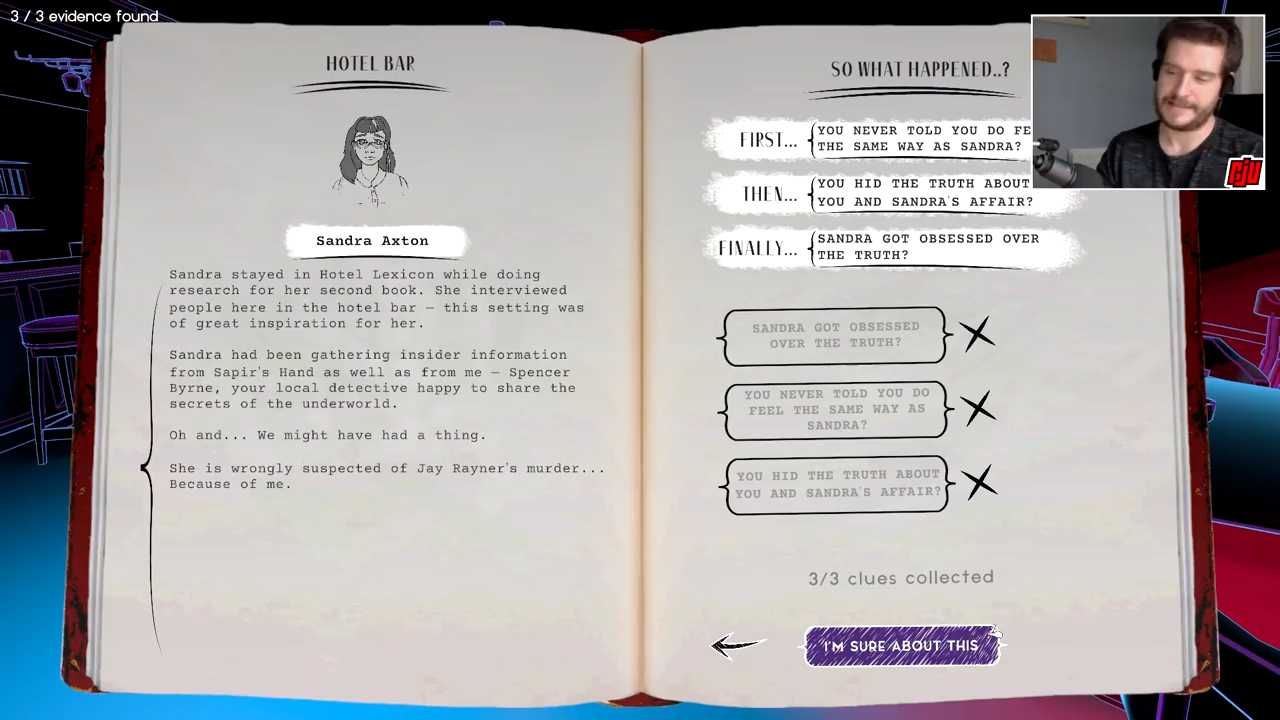 3 / 3 evidence found
HOTEL BAR
Sandra Axton
Sandra stayed in Hotel Lexicon while doing
research for her second book. She interviewed
people here in the hotel bar – this setting was
of great inspiration for her.
Sandra had been gathering insider information
from Sapir's Hand as well as from me – Spencer
Byrne, your local detective happy to share the
secrets of the underworld.
Oh and... We might have had a thing.
She is wrongly suspected of Jay Rayner's murder...
Because of me.
SO WHAT HAPPENED..?
FIRST...
YOU NEVER TOLD YOU DO FE
THE SAME WAY AS SANDRA?
THEN...
YOU HID THE TRUTH ABOUT
YOU AND SANDRA'S AFFAIR?
FINALLY...
SANDRA GOT OBSESSED OVER
THE TRUTH?
SANDRA GOT OBSESSED
OVER THE TRUTH?
YOU NEVER TOLD YOU DO
FEEL THE SAME WAY AS
SANDRA?
YOU HID THE TRUTH ABOUT
YOU AND SANDRA'S AFFAIR?
3/3 clues collected
I'M SURE ABOUT THIS